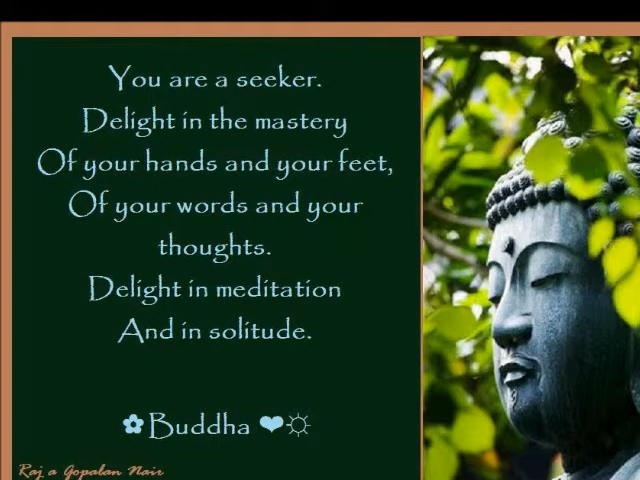 You are a seeker.
Delight in the mastery
Of your hands and your feet,
Of your words and your
thoughts.
Delight in meditation
And in solitude.
✿Buddha ❤☼
Raj a Gopalan Nair